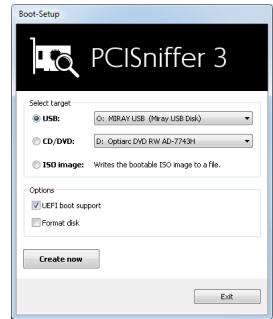 Boot-Setup
PCISniffer 3
Select target
USB:
O: MIRAY USB (Miray USB Disk)
CD/DVD:
D: Optiarc DVD RW AD-7743H
ISO image:
Writes the bootable ISO image to a file.
Options
UEFI boot support
Format disk
Create now
Exit